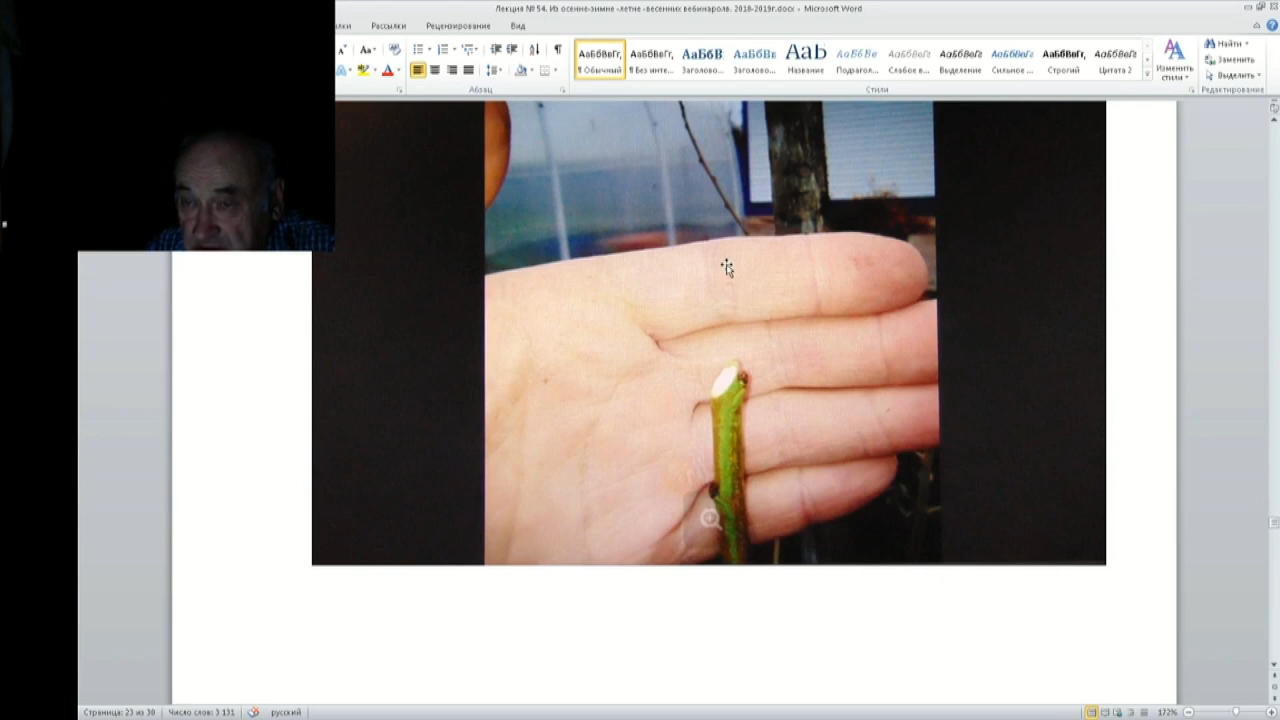 Лекция № 54. Из осенне-зимне -летне -весенних вебинаров. 2018-2019г.docx - Microsoft Word
лки Рассылки Рецензирование Вид
АаБбВвГг, АаБбВвГг, АаБбВ АаБбВв АаЬ АаБбВв АаБбВвГг АаБбВвГг АаБбВвГг АаБбВвГг, АаБбВвГг
¶ Обычный ¶ Без инте... Заголово... Заголово... Название Подзагол... Слабое в... Выделение Сильное ... Строгий Цитата 2
Изменить стили
Найти
Заменить
Выделить
Абзац Стили Редактирование
Страница: 23 из 30 Число слов: 3 131 русский 172%